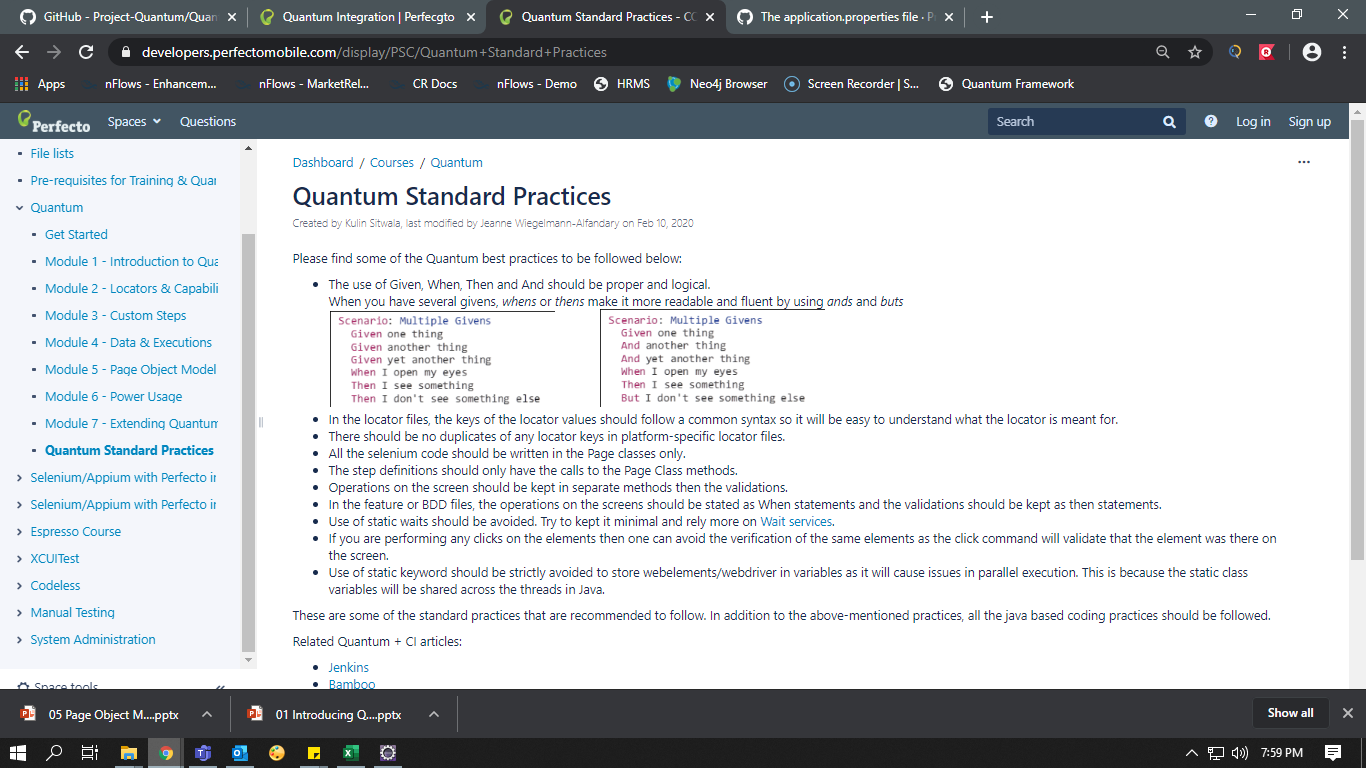 GitHub - Project-Quantum/Quan
Quantum Integration | Perfecgto
Quantum Standard Practices - CC
The application.properties file · P
developers.perfectomobile.com/display/PSC/Quantum+Standard+Practices
Apps
nFlows - Enhancem...
nFlows - MarketRel...
CR Docs
nFlows - Demo
HRMS
Neo4j Browser
Screen Recorder | S...
Quantum Framework
Perfecto
Spaces
Questions
Search
Log in
Sign up
File lists
Pre-requisites for Training & Quar
Quantum
Get Started
Module 1 - Introduction to Qua
Module 2 - Locators & Capabili
Module 3 - Custom Steps
Module 4 - Data & Executions
Module 5 - Page Object Model
Module 6 - Power Usage
Module 7 - Extending Quantum
Quantum Standard Practices
Selenium/Appium with Perfecto ir
Selenium/Appium with Perfecto ir
Espresso Course
XCUITest
Codeless
Manual Testing
System Administration
Space tools
Dashboard / Courses / Quantum
Quantum Standard Practices
Created by Kulin Sitwala, last modified by Jeanne Wiegelmann-Alfandary on Feb 10, 2020
Please find some of the Quantum best practices to be followed below:
• The use of Given, When, Then and And should be proper and logical.
When you have several givens, whens or thens make it more readable and fluent by using ands and buts
Scenario: Multiple Givens
Given one thing
Given another thing
Given yet another thing
When I open my eyes
Then I see something
Then I don't see something else
Scenario: Multiple Givens
Given one thing
And another thing
And yet another thing
When I open my eyes
Then I see something
But I don't see something else
• In the locator files, the keys of the locator values should follow a common syntax so it will be easy to understand what the locator is meant for.
• There should be no duplicates of any locator keys in platform-specific locator files.
• All the selenium code should be written in the Page classes only.
• The step definitions should only have the calls to the Page Class methods.
• Operations on the screen should be kept in separate methods then the validations.
• In the feature or BDD files, the operations on the screens should be stated as When statements and the validations should be kept as then statements.
• Use of static waits should be avoided. Try to kept it minimal and rely more on Wait services.
• If you are performing any clicks on the elements then one can avoid the verification of the same elements as the click command will validate that the element was there on
the screen.
• Use of static keyword should be strictly avoided to store webelements/webdriver in variables as it will cause issues in parallel execution. This is because the static class
variables will be shared across the threads in Java.
These are some of the standard practices that are recommended to follow. In addition to the above-mentioned practices, all the java based coding practices should be followed.
Related Quantum + CI articles:
• Jenkins
• Bamboo
05 Page Object M....pptx
01 Introducing Q....pptx
Show all
7:59 PM